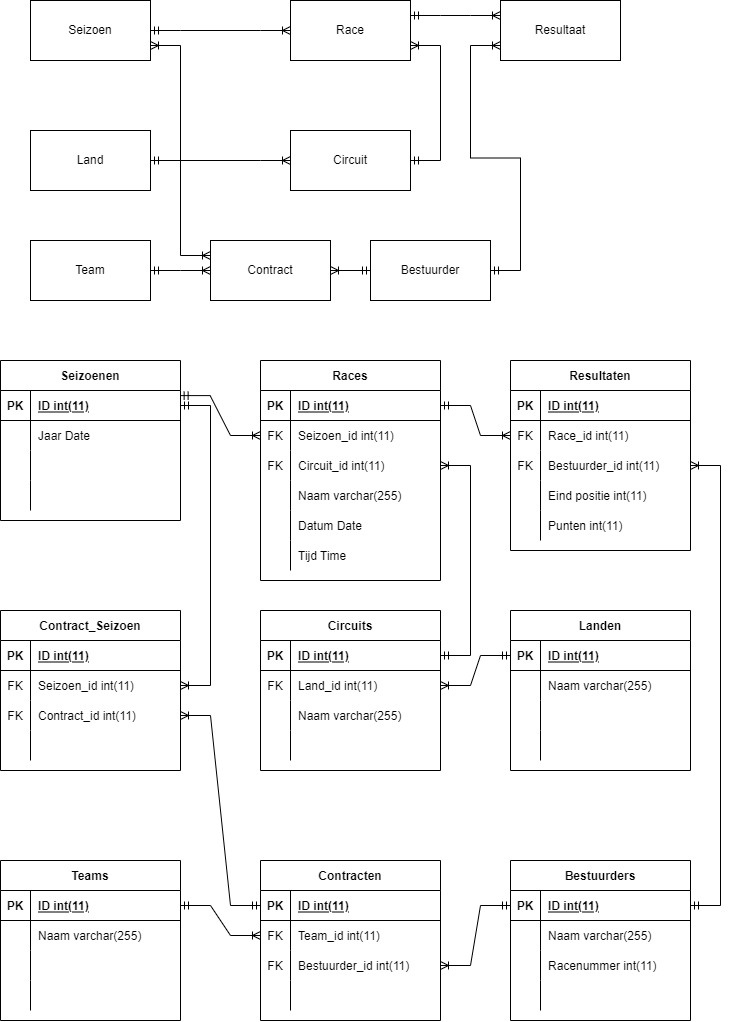 Seizoen
Race
Resultaat
Land
Circuit
Team
Contract
Bestuurder
Seizoenen
PK ID int(11)
Jaar Date
Races
PK ID int(11)
FK Seizoen_id int(11)
FK Circuit_id int(11)
Naam varchar(255)
Datum Date
Tijd Time
Resultaten
PK ID int(11)
FK Race_id int(11)
FK Bestuurder_id int(11)
Eind positie int(11)
Punten int(11)
Contract_Seizoen
PK ID int(11)
FK Seizoen_id int(11)
FK Contract_id int(11)
Circuits
PK ID int(11)
FK Land_id int(11)
Naam varchar(255)
Landen
PK ID int(11)
Naam varchar(255)
Teams
PK ID int(11)
Naam varchar(255)
Contracten
PK ID int(11)
FK Team_id int(11)
FK Bestuurder_id int(11)
Bestuurders
PK ID int(11)
Naam varchar(255)
Racenummer int(11)